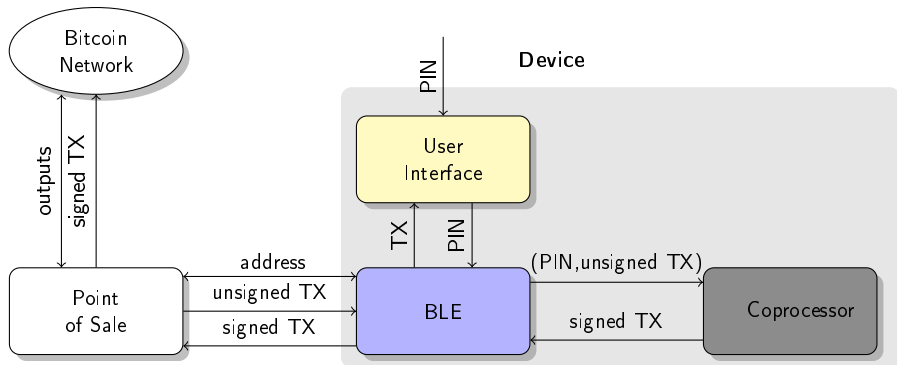 Bitcoin
Network
PIN
Device
User
Interface
outputs
signed TX
TX
PIN
address
unsigned TX
signed TX
(PIN,unsigned TX)
signed TX
Point
of Sale
BLE
Coprocessor